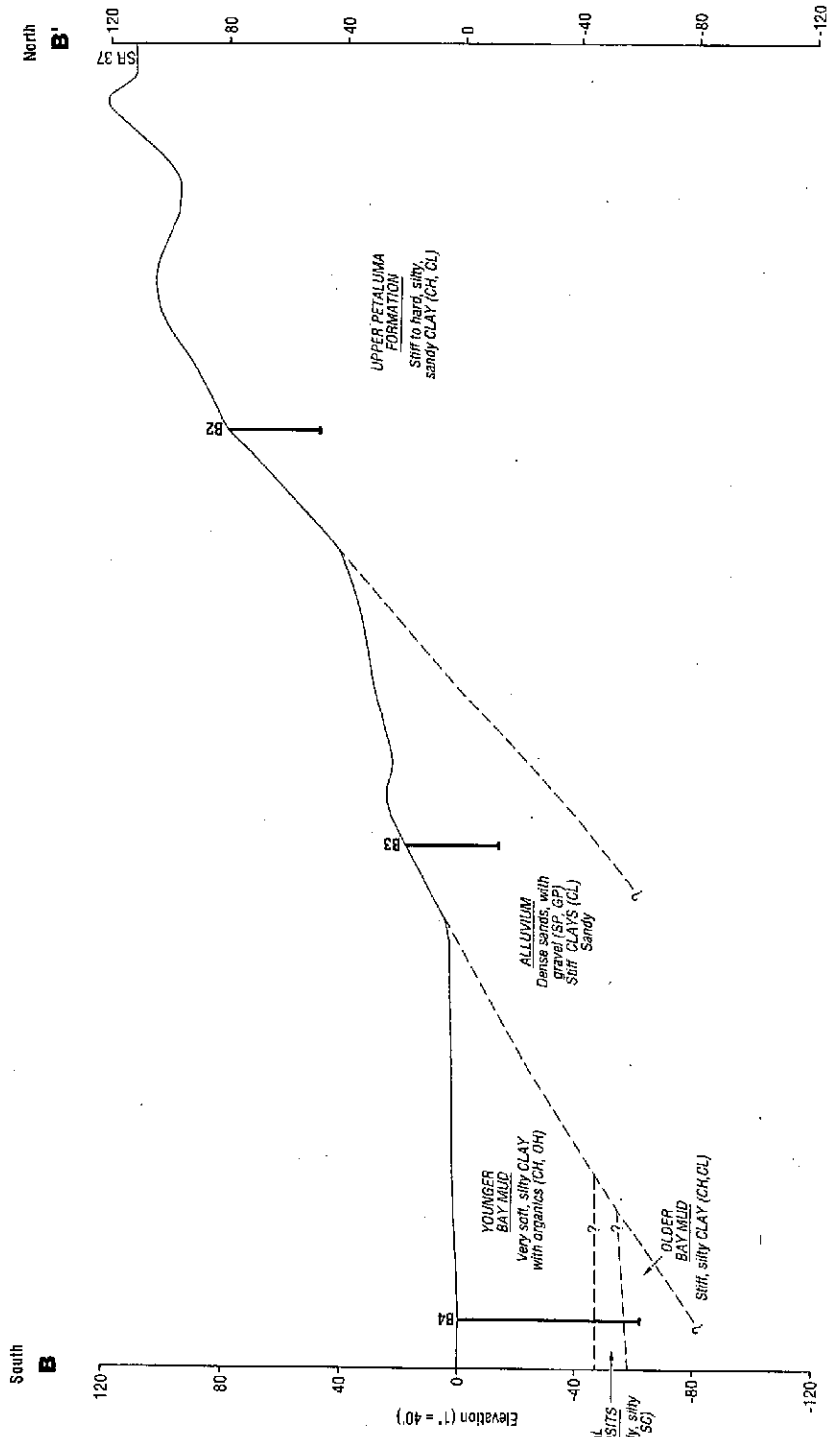 South
B
North
B'
120
80
40
0
-40
-80
-120
Elevation (1" = 40')
120
80
40
0
-40
-80
-120
SR 37
B4
B3
B2
YOUNGER
BAY MUD
Very soft, silty CLAY
with organics (CH, OH)
?
?
OLDER
BAY MUD
Stiff, silty CLAY (CH,CL)
?
ALLUVIUM
Dense sands, with
gravel (SP, GP)
Stiff CLAYS (CL)
Sandy
?
UPPER PETALUMA
FORMATION
Stiff to hard, silty,
sandy CLAY (CH, CL)
silty
SC)